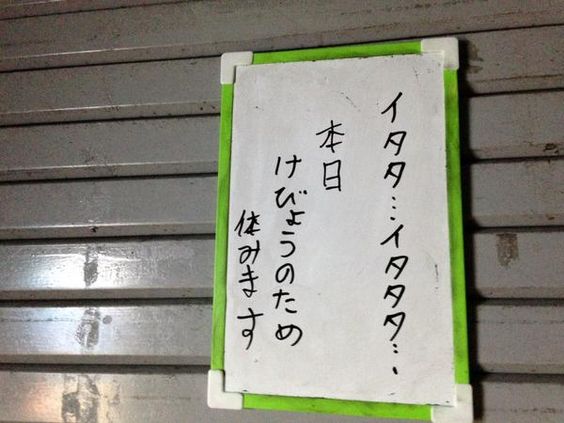 イタタ…イタタタ…、
本日
けびょうのため
休みます